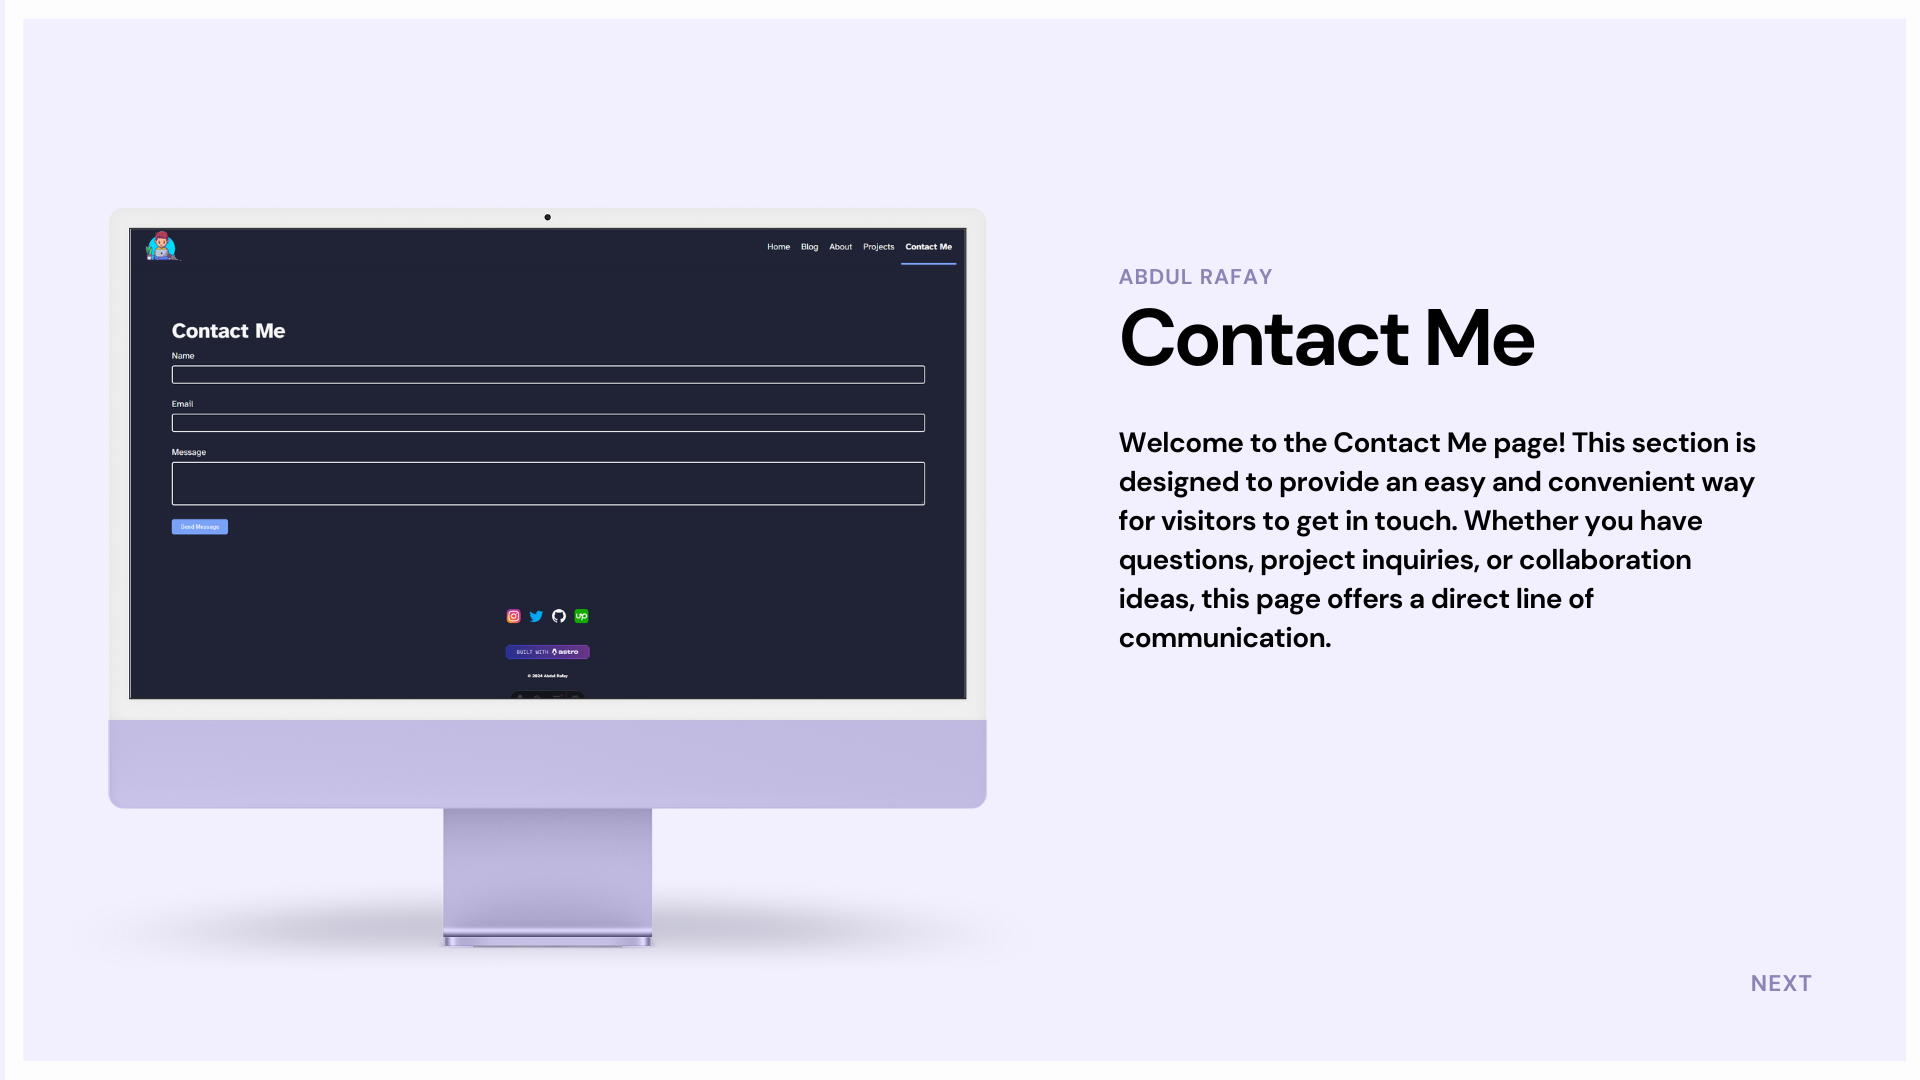 Home Blog About Projects Contact Me
Contact Me
Name
Email
Message
Send Message
up
BUILT WITH astro
© 2024 Abdul Rafay
ABDUL RAFAY
Contact Me
Welcome to the Contact Me page! This section is
designed to provide an easy and convenient way
for visitors to get in touch. Whether you have
questions, project inquiries, or collaboration
ideas, this page offers a direct line of
communication.
NEXT